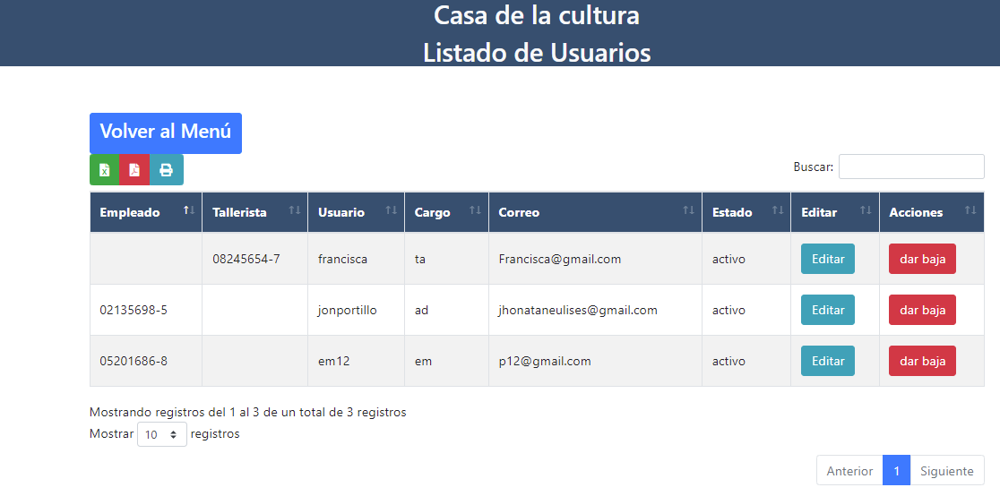 Casa de la cultura
Listado de Usuarios
Volver al Menú
Buscar:
Empleado Tallerista Usuario Cargo Correo Estado Editar Acciones
08245654-7 francisca ta Francisca@gmail.com activo Editar dar baja
02135698-5 jonportillo ad jhonataneulises@gmail.com activo Editar dar baja
05201686-8 em12 em p12@gmail.com activo Editar dar baja
Mostrando registros del 1 al 3 de un total de 3 registros
Mostrar 10 registros
Anterior 1 Siguiente